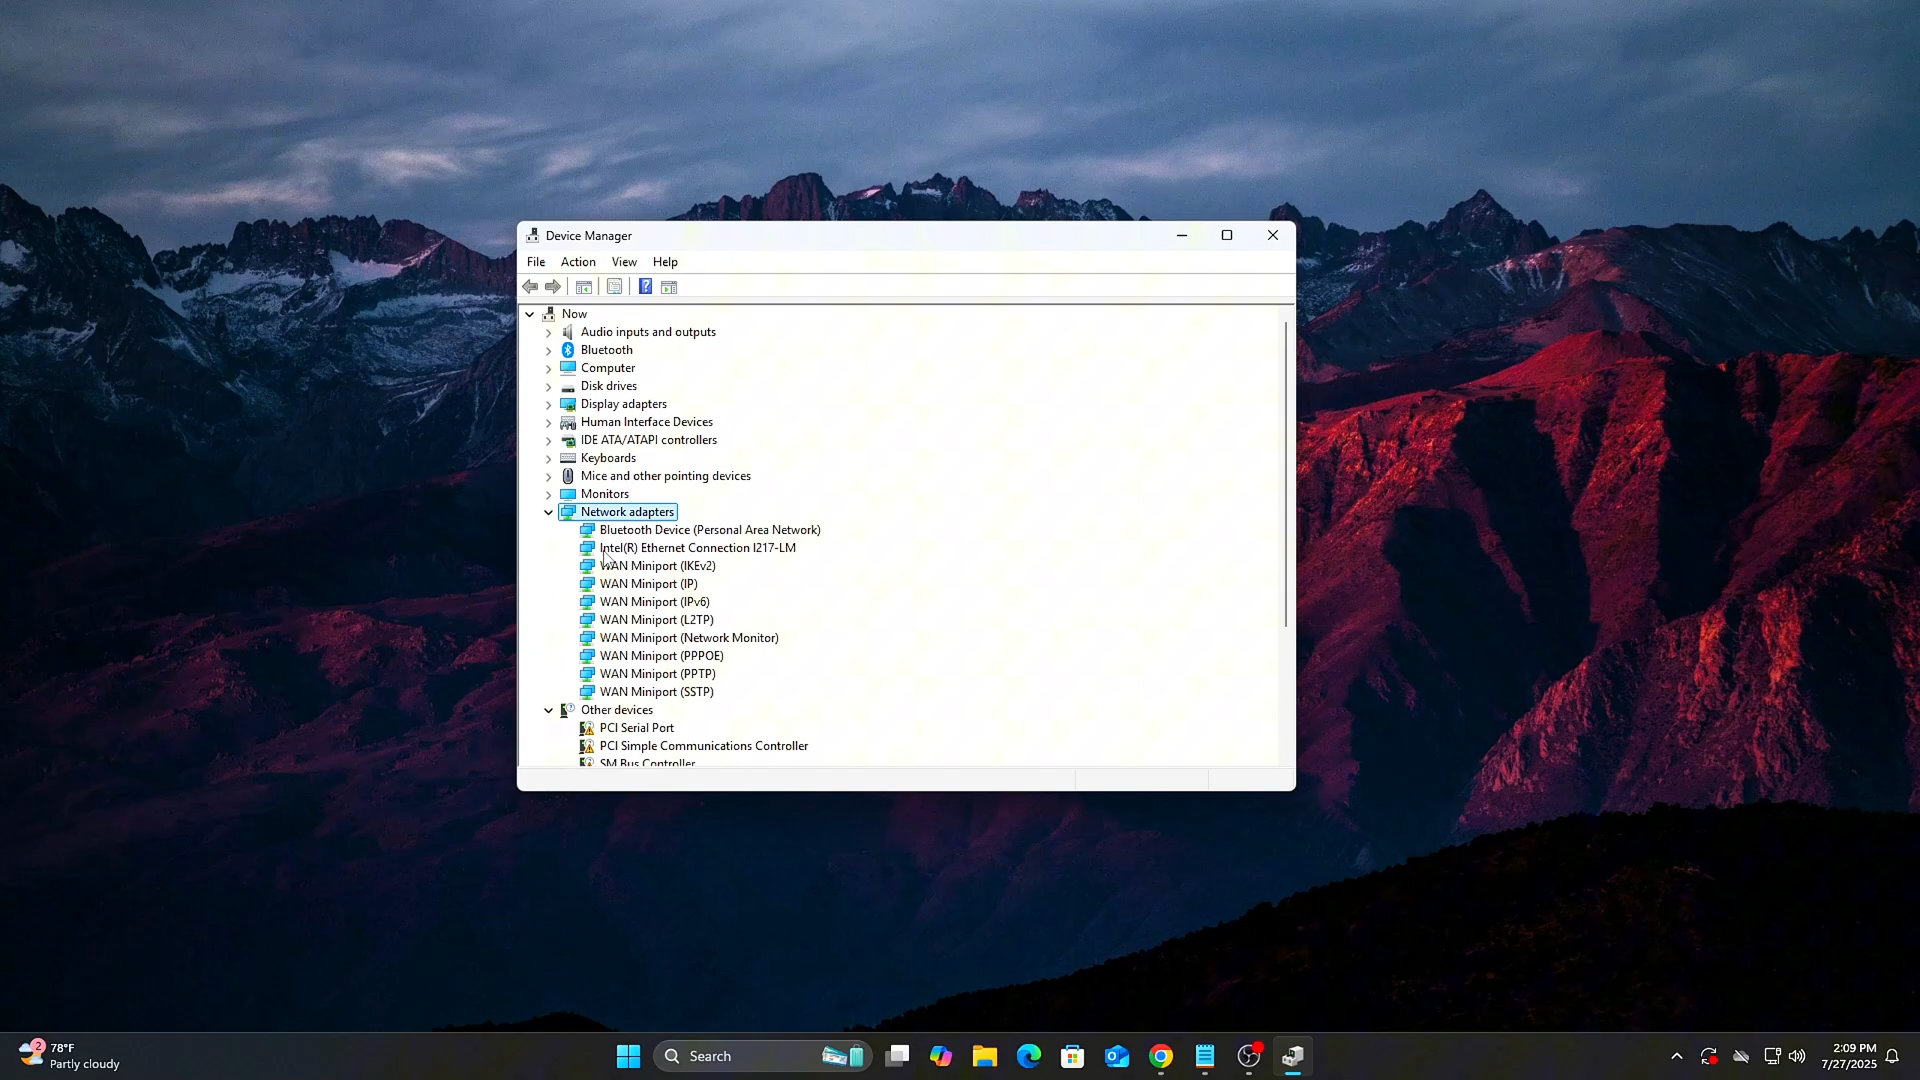 Device Manager
File Action View Help
Now
Audio inputs and outputs
Bluetooth
Computer
Disk drives
Display adapters
Human Interface Devices
IDE ATA/ATAPI controllers
Keyboards
Mice and other pointing devices
Monitors
Network adapters
Bluetooth Device (Personal Area Network)
Intel(R) Ethernet Connection I217-LM
WAN Miniport (IKEv2)
WAN Miniport (IP)
WAN Miniport (IPv6)
WAN Miniport (L2TP)
WAN Miniport (Network Monitor)
WAN Miniport (PPPOE)
WAN Miniport (PPTP)
WAN Miniport (SSTP)
Other devices
PCI Serial Port
PCI Simple Communications Controller
SM Bus Controller
2
78°F
Partly cloudy
Search
2:09 PM
7/27/2025